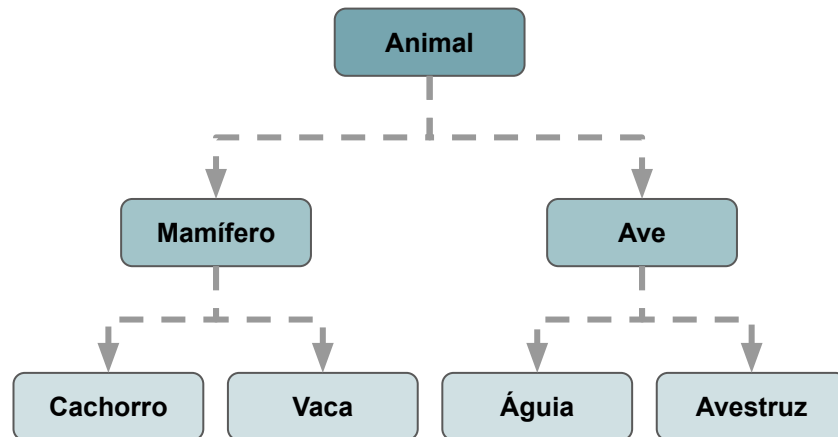 Animal
Mamífero
Ave
Cachorro
Vaca
Águia
Avestruz